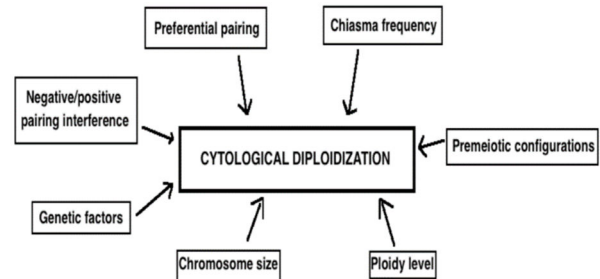 Preferential pairing
Chiasma frequency
Negative/positive
pairing interference
CYTOLOGICAL DIPLOIDIZATION
Premeiotic configurations
Genetic factors
Chromosome size
Ploidy level